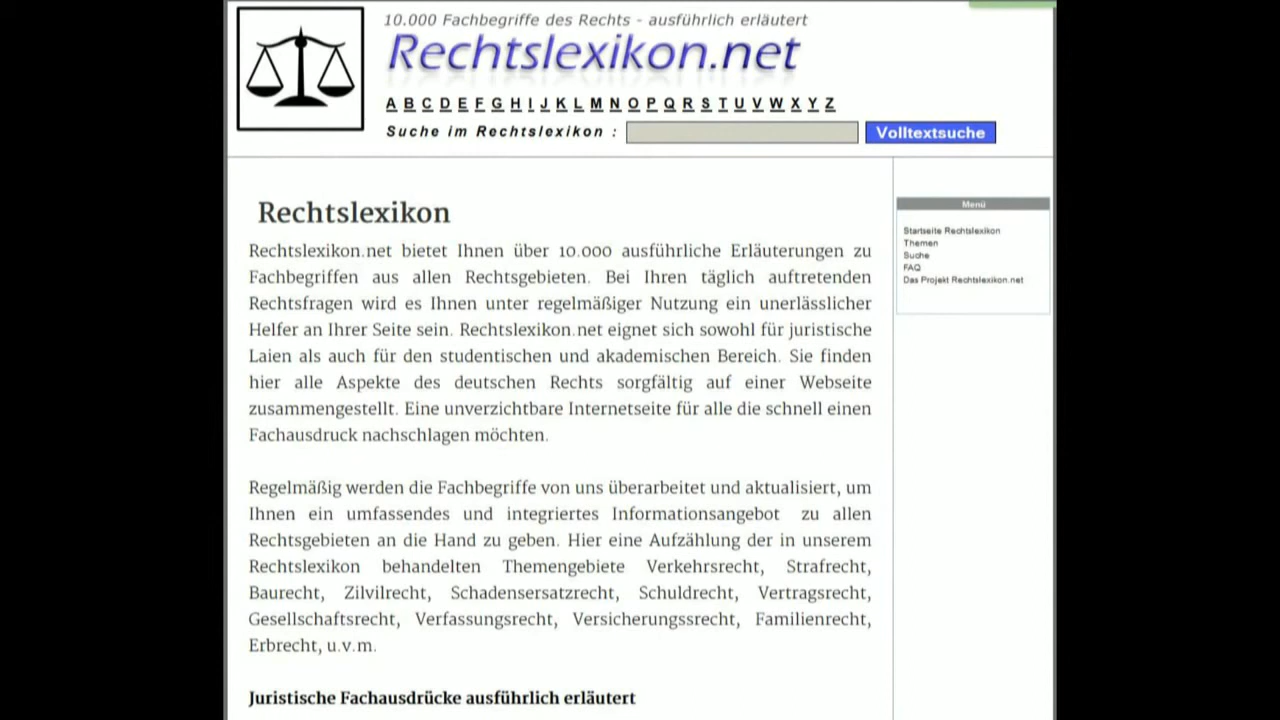 10.000 Fachbegriffe des Rechts - ausführlich erläutert
Rechtslexikon.net
A B C D E F G H I J K L M N O P Q R S T U V W X Y Z
Suche im Rechtslexikon :
Volltextsuche
Rechtslexikon
Rechtslexikon.net bietet Ihnen über 10.000 ausführliche Erläuterungen zu
Fachbegriffen aus allen Rechtsgebieten. Bei Ihren täglich auftretenden
Rechtsfragen wird es Ihnen unter regelmäßiger Nutzung ein unerlässlicher
Helfer an Ihrer Seite sein. Rechtslexikon.net eignet sich sowohl für juristische
Laien als auch für den studentischen und akademischen Bereich. Sie finden
hier alle Aspekte des deutschen Rechts sorgfältig auf einer Webseite
zusammengestellt. Eine unverzichtbare Internetseite für alle die schnell einen
Fachausdruck nachschlagen möchten.
Regelmäßig werden die Fachbegriffe von uns überarbeitet und aktualisiert, um
Ihnen ein umfassendes und integriertes Informationsangebot zu allen
Rechtsgebieten an die Hand zu geben. Hier eine Aufzählung der in unserem
Rechtslexikon behandelten Themengebiete Verkehrsrecht, Strafrecht,
Baurecht, Zilvilrecht, Schadensersatzrecht, Schuldrecht, Vertragsrecht,
Gesellschaftsrecht, Verfassungsrecht, Versicherungssrecht, Familienrecht,
Erbrecht, u.v.m.
Juristische Fachausdrücke ausführlich erläutert
Menü
Startseite Rechtslexikon
Themen
Suche
FAQ
Das Projekt Rechtslexikon.net